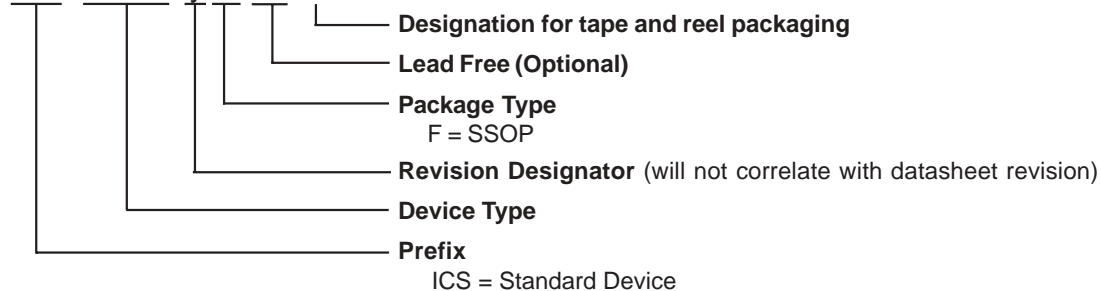 Designation for tape and reel packaging
Lead Free (Optional)
Package Type
F = SSOP
Revision Designator (will not correlate with datasheet revision)
Device Type
Prefix
ICS = Standard Device